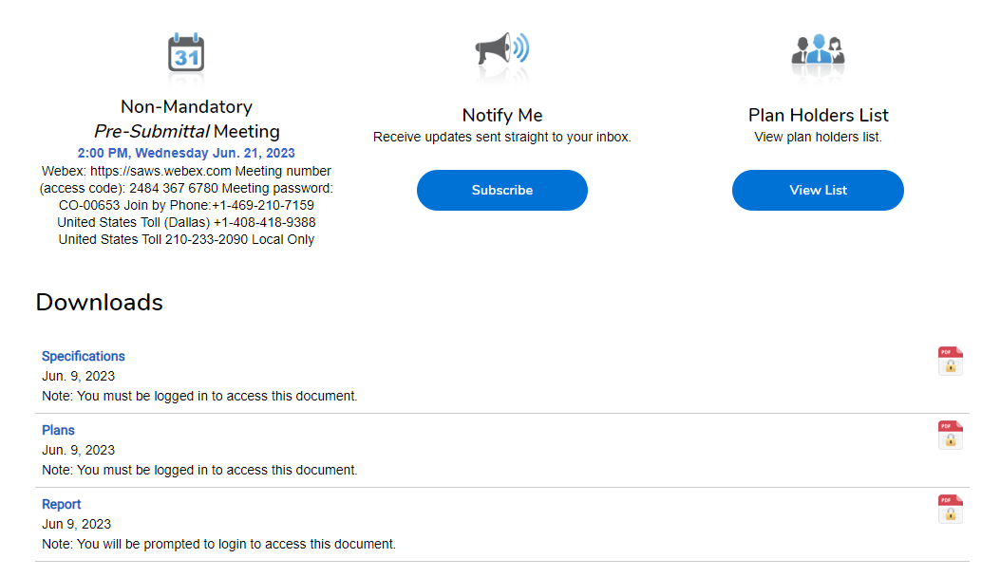 31
Non-Mandatory
Pre-Submittal Meeting
2:00 PM, Wednesday Jun. 21, 2023
Webex: https://saws.webex.com Meeting number
(access code): 2484 367 6780 Meeting password:
CO-00653 Join by Phone:+1-469-210-7159
United States Toll (Dallas) +1-408-418-9388
United States Toll 210-233-2090 Local Only
Notify Me
Receive updates sent straight to your inbox.
Subscribe
Plan Holders List
View plan holders list.
View List
Downloads
Specifications
Jun. 9, 2023
Note: You must be logged in to access this document.
PDF
Plans
Jun. 9, 2023
Note: You must be logged in to access this document.
PDF
Report
Jun 9, 2023
Note: You will be prompted to login to access this document.
PDF